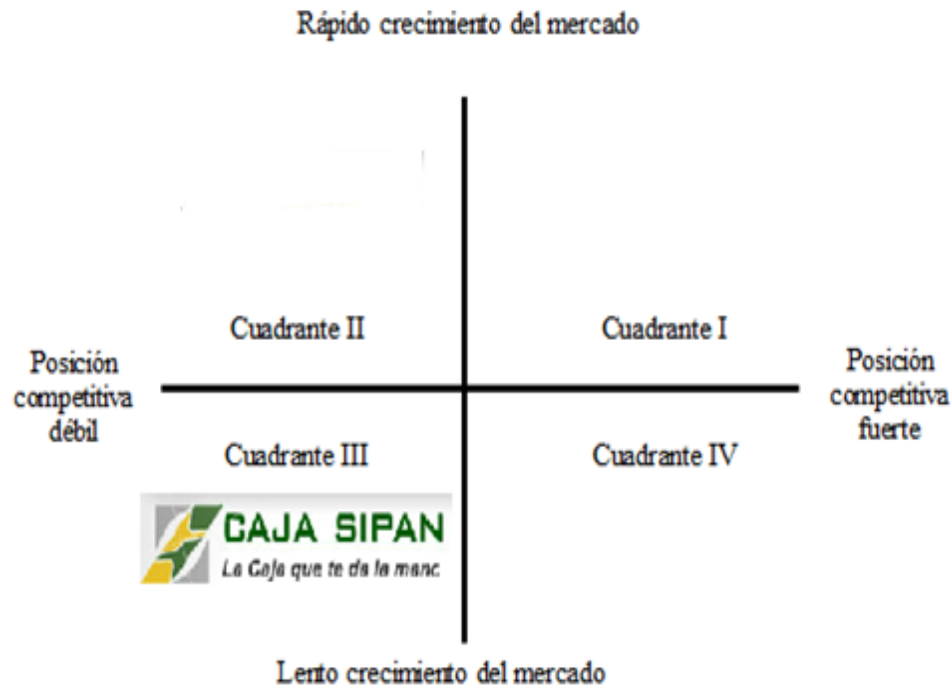 Rápido crecimiento del mercado
Cuadrante II
Cuadrante I
Posición
competitiva
débil
Posición
competitiva
fuerte
Cuadrante III
Cuadrante IV
CAJA SIPAN
La Caja que te da la manc
Lento crecimiento del mercado